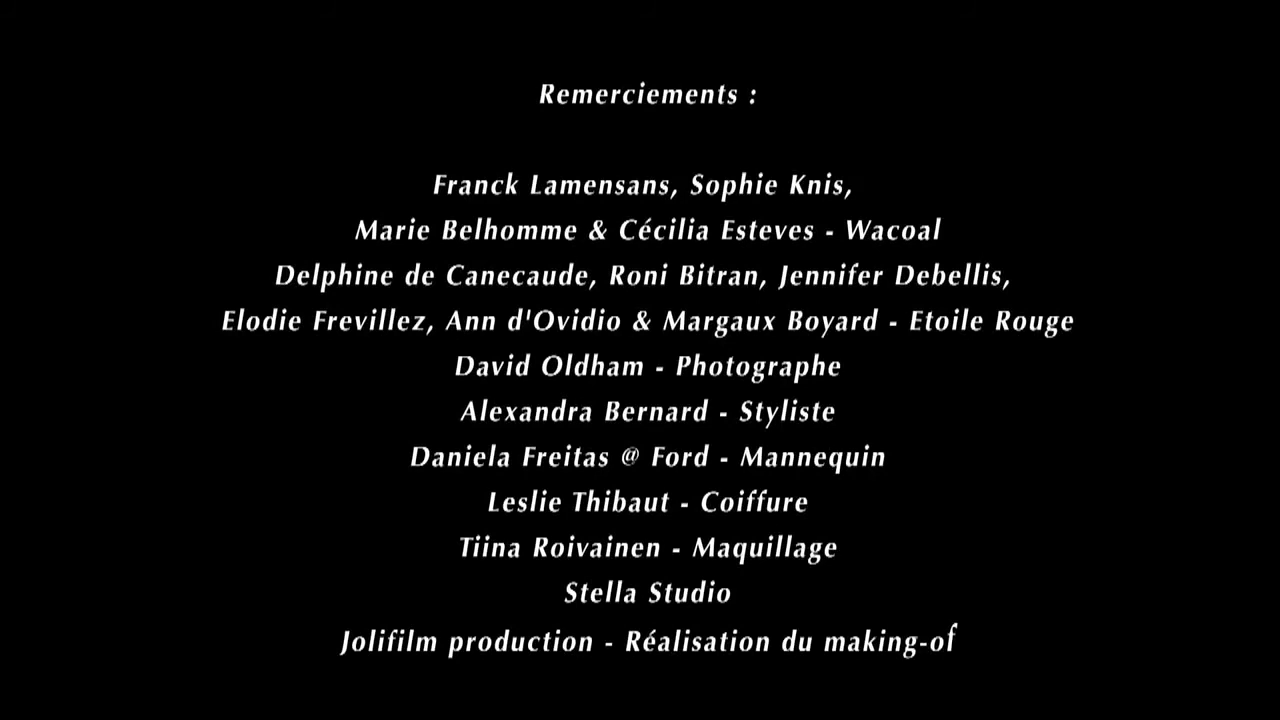 Remerciements :
Franck Lamensans, Sophie Knis,
Marie Belhomme & Cécilia Esteves - Wacoal
Delphine de Canecaude, Roni Bitran, Jennifer Debellis,
Elodie Frevillez, Ann d'Ovidio & Margaux Boyard - Etoile Rouge
David Oldham - Photographe
Alexandra Bernard - Styliste
Daniela Freitas @ Ford - Mannequin
Leslie Thibaut - Coiffure
Tiina Roivainen - Maquillage
Stella Studio
Jolifilm production - Réalisation du making-of